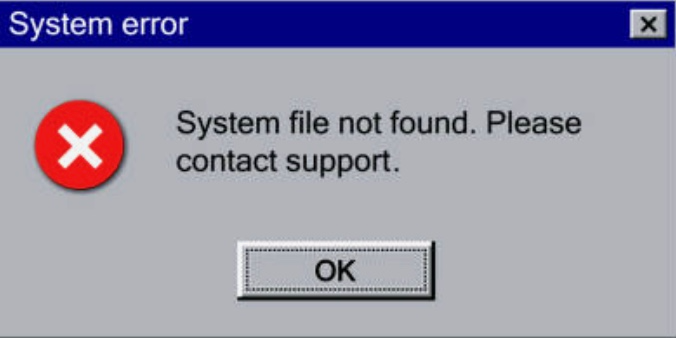 System error
System file not found. Please
contact support.
OK